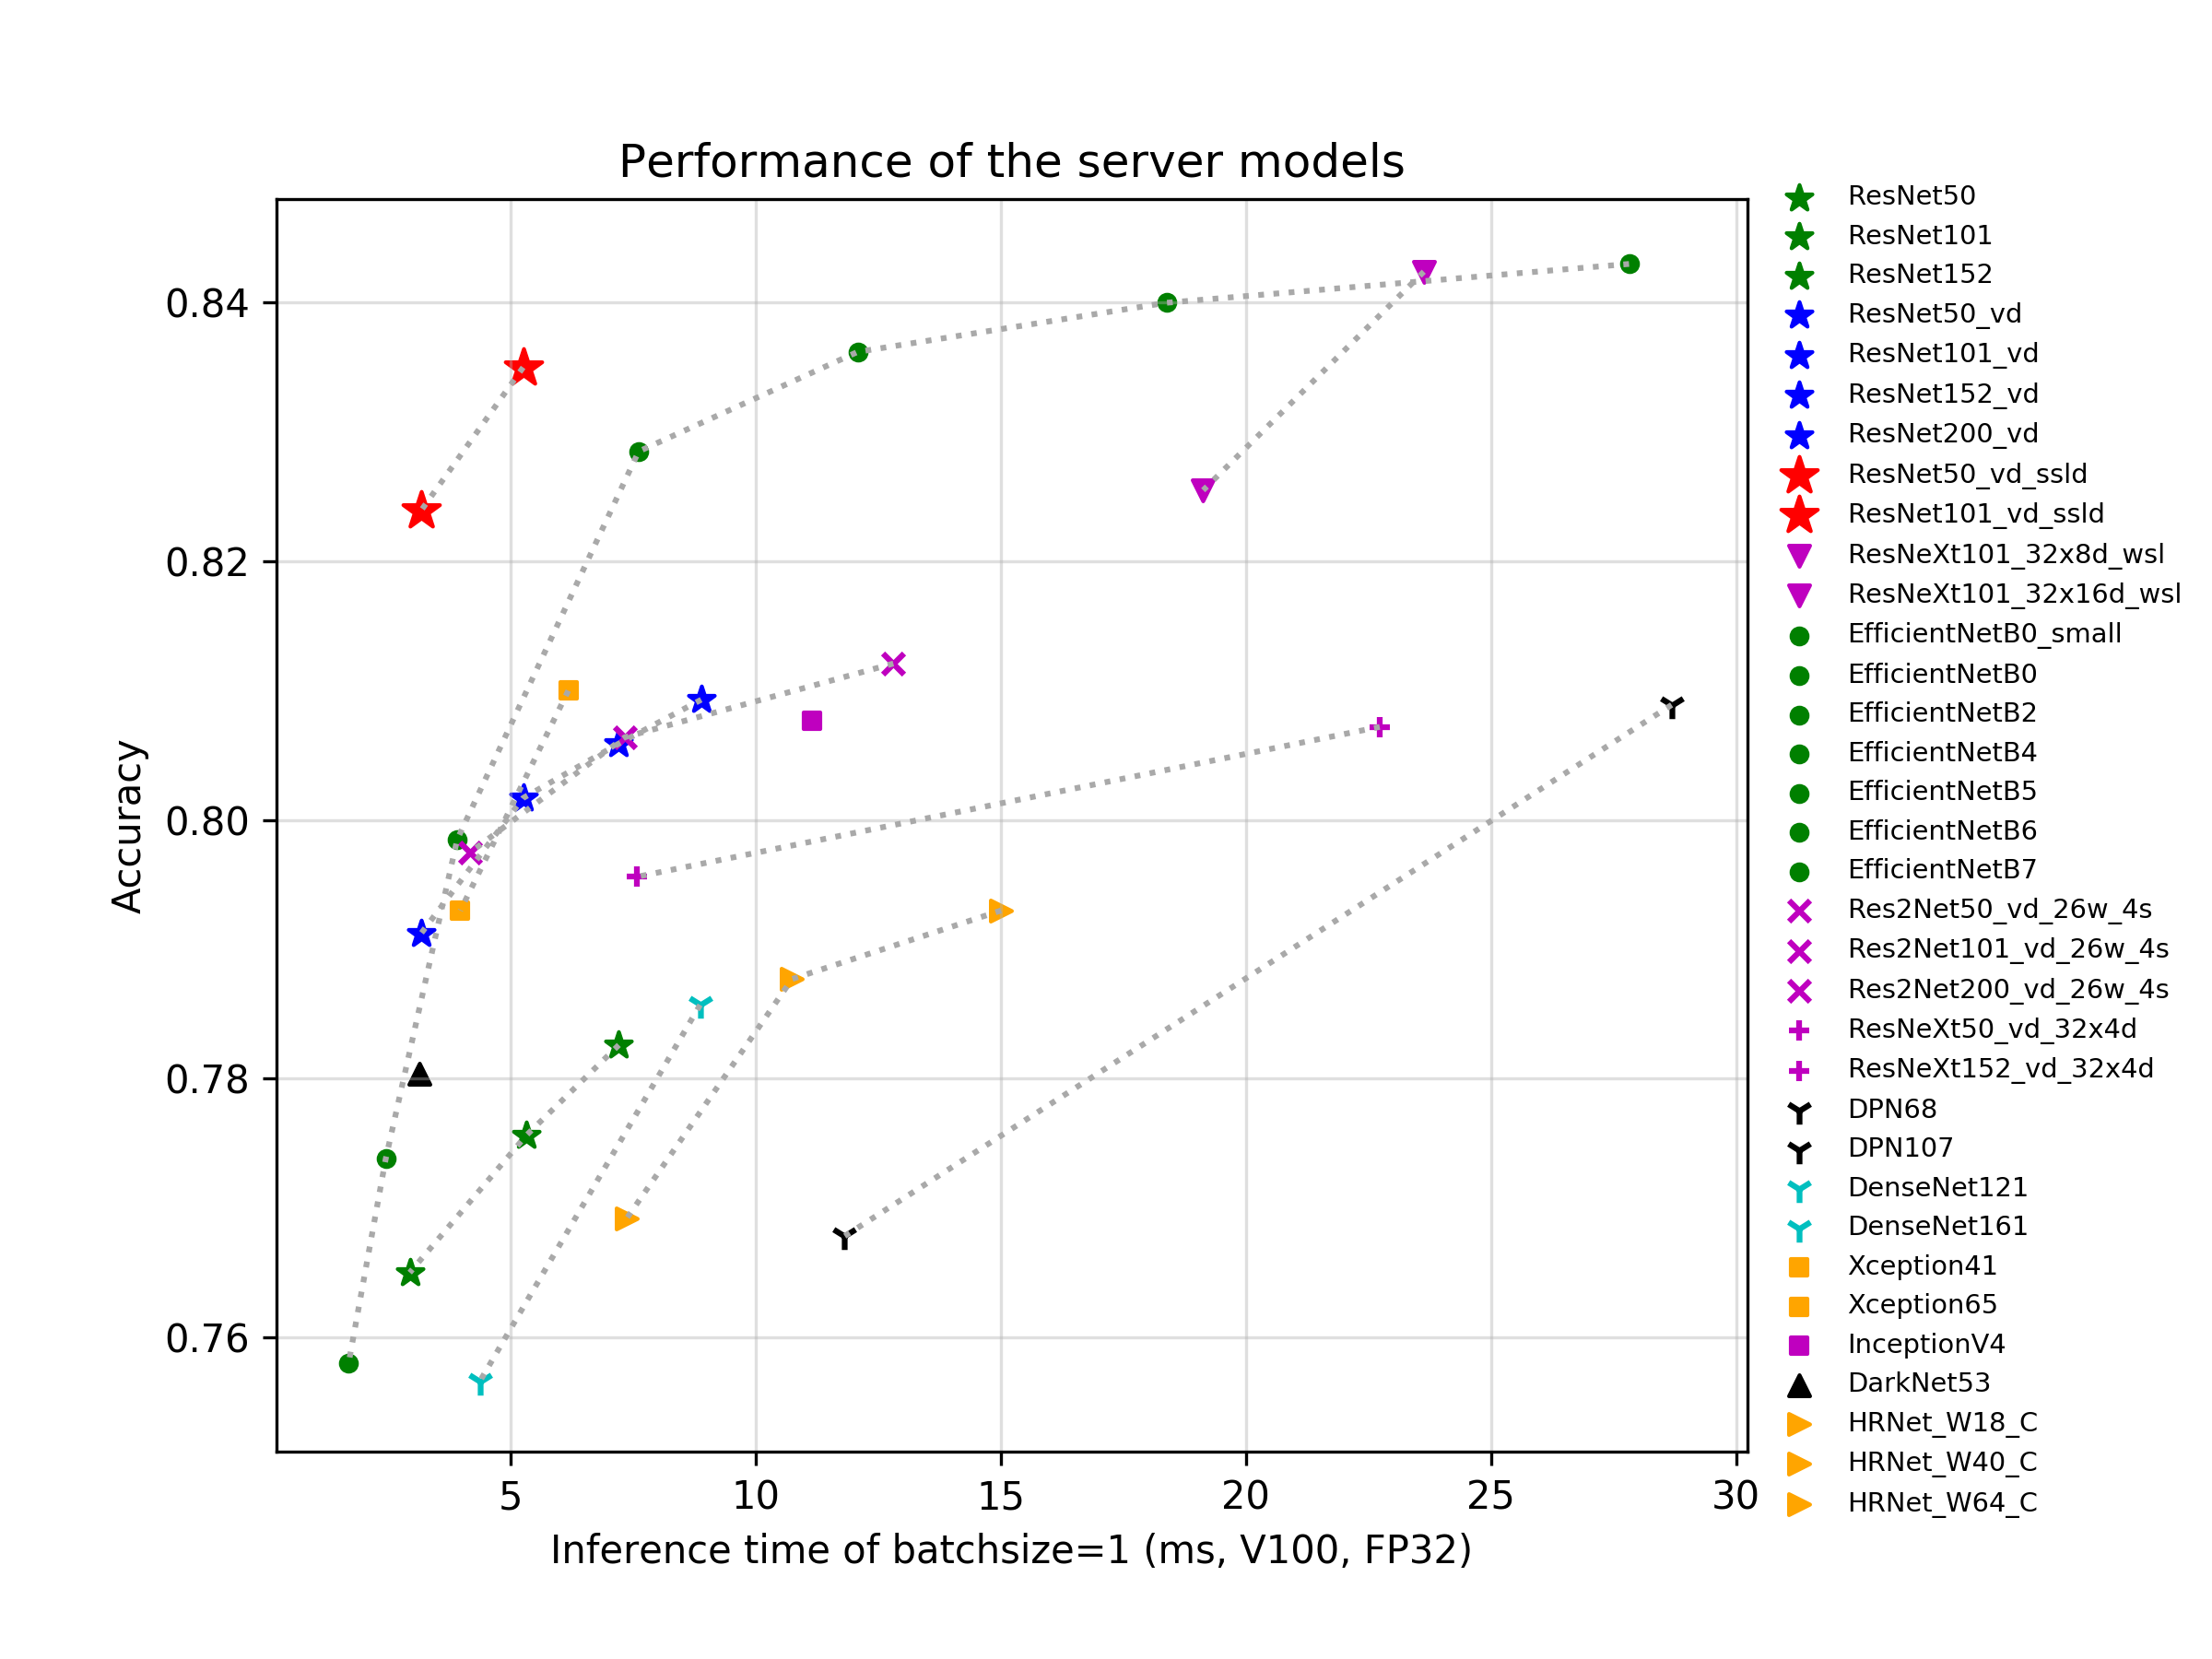 Performance of the server models
0.84
0.82
0.80
0.78
0.76
Accuracy
5
10
15
20
25
30
Inference time of batchsize=1 (ms, V100, FP32)
ResNet50
ResNet101
ResNet152
ResNet50_vd
ResNet101_vd
ResNet152_vd
ResNet200_vd
ResNet50_vd_ssld
ResNet101_vd_ssld
ResNeXt101_32x8d_wsl
ResNeXt101_32x16d_wsl
EfficientNetB0_small
EfficientNetB0
EfficientNetB2
EfficientNetB4
EfficientNetB5
EfficientNetB6
EfficientNetB7
Res2Net50_vd_26w_4s
Res2Net101_vd_26w_4s
Res2Net200_vd_26w_4s
ResNeXt50_vd_32x4d
ResNeXt152_vd_32x4d
DPN68
DPN107
DenseNet121
DenseNet161
Xception41
Xception65
InceptionV4
DarkNet53
HRNet_W18_C
HRNet_W40_C
HRNet_W64_C